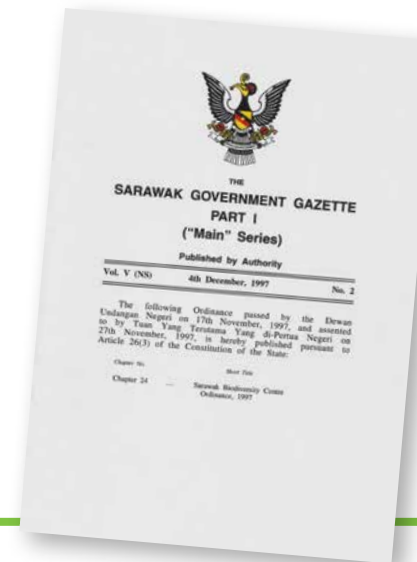 THE
SARAWAK GOVERNMENT GAZETTE
PART I
("Main" Series)
Published by Authority
Vol. V (NS) 4th December, 1997 No. 2
The following Ordinance passed by the Dewan
Undangan Negeri on 17th November, 1997, and assented
to by Tuan Yang Terutama Yang di-Pertua Negeri on
27th November, 1997, is hereby published pursuant to
Article 26(3) of the Constitution of the State:
Chapter No. Short Title
Chapter 24 — Sarawak Biodiversity Centre
Ordinance, 1997